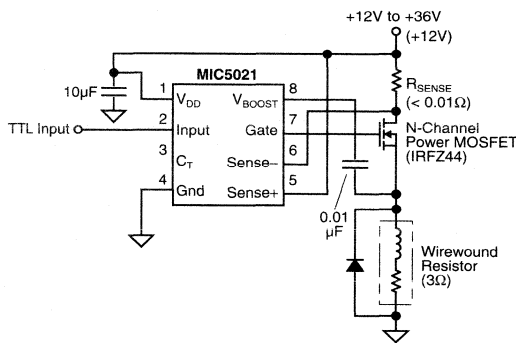 +12V to +36V
(+12V)
MIC5021
10µF
RSENSE
(< 0.01Ω)
1 VDD
VBOOST 8
TTL Input
2 Input
Gate 7
N-Channel
Power MOSFET
(IRFZ44)
3 CT
Sense− 6
4 Gnd
Sense+ 5
0.01
µF
Wirewound
Resistor
(3Ω)